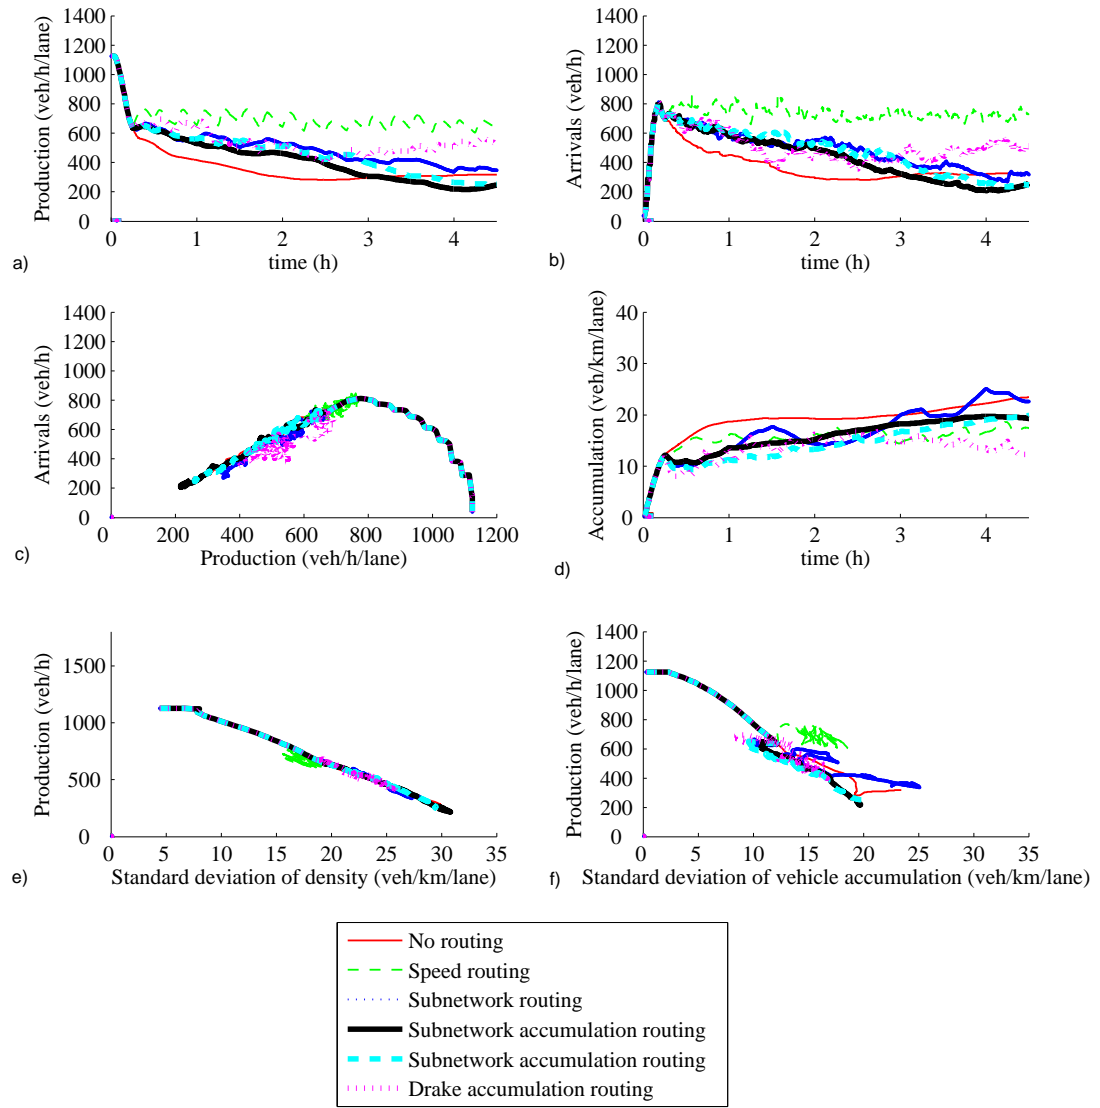 1400
1200
1000
800
600
400
200
0
Production (veh/h/lane)
0 1 2 3 4
time (h)
a)
1400
1200
1000
800
600
400
200
0
Arrivals (veh/h)
0 1 2 3 4
time (h)
b)
1400
1200
1000
800
600
400
200
0
Arrivals (veh/h)
0 200 400 600 800 1000 1200
Production (veh/h/lane)
c)
40
30
20
10
0
Accumulation (veh/km/lane)
0 1 2 3 4
time (h)
d)
1500
1000
500
0
Production (veh/h)
0 5 10 15 20 25 30 35
Standard deviation of density (veh/km/lane)
e)
1400
1200
1000
800
600
400
200
0
Production (veh/h/lane)
0 5 10 15 20 25 30 35
Standard deviation of vehicle accumulation (veh/km/lane)
f)
No routing
Speed routing
Subnetwork routing
Subnetwork accumulation routing
Subnetwork accumulation routing
Drake accumulation routing